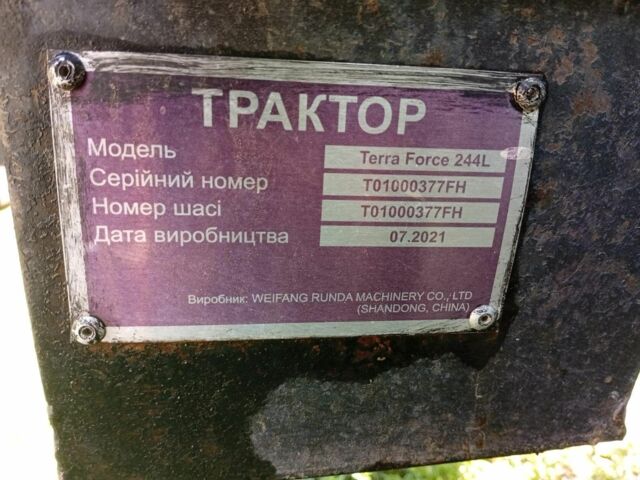 ТРАКТОР
Модель Terra Force 244L
Серійний номер T01000377FH
Номер шасі T01000377FH
Дата виробництва 07.2021
Виробник: WEIFANG RUNDA MACHINERY CO., LTD
(SHANDONG, CHINA)